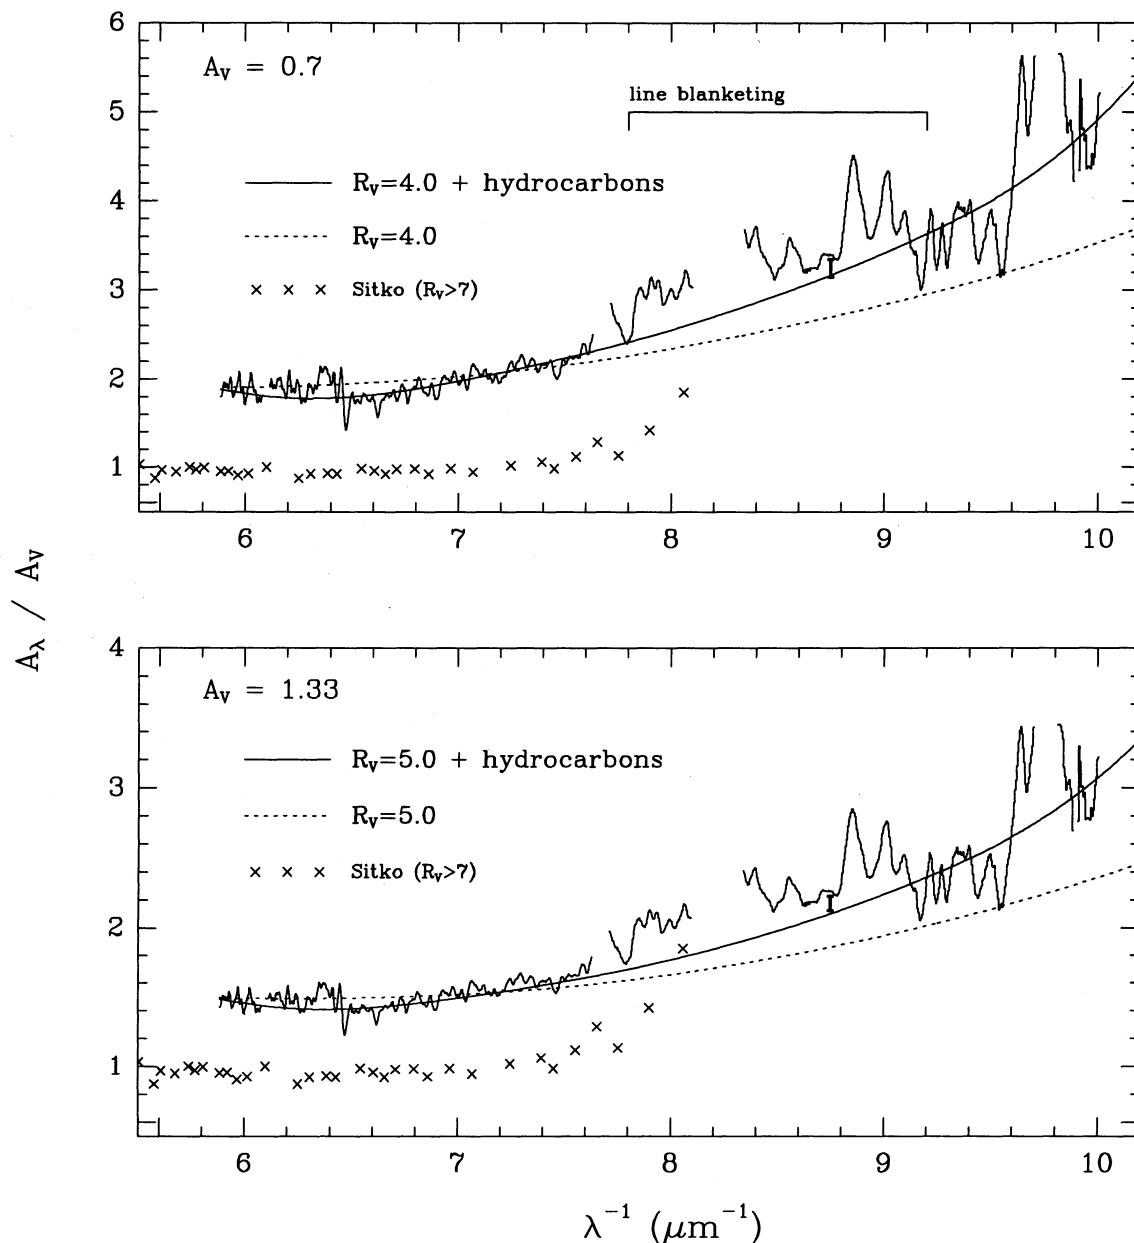 6
A_V = 0.7
line blanketing
5
R_V=4.0 + hydrocarbons
4
R_V=4.0
3
× × × Sitko (R_V>7)
2
1
6 7 8 9 10
A_λ / A_V
4
A_V = 1.33
R_V=5.0 + hydrocarbons
3
R_V=5.0
× × × Sitko (R_V>7)
2
1
6 7 8 9 10
λ⁻¹ (μm⁻¹)